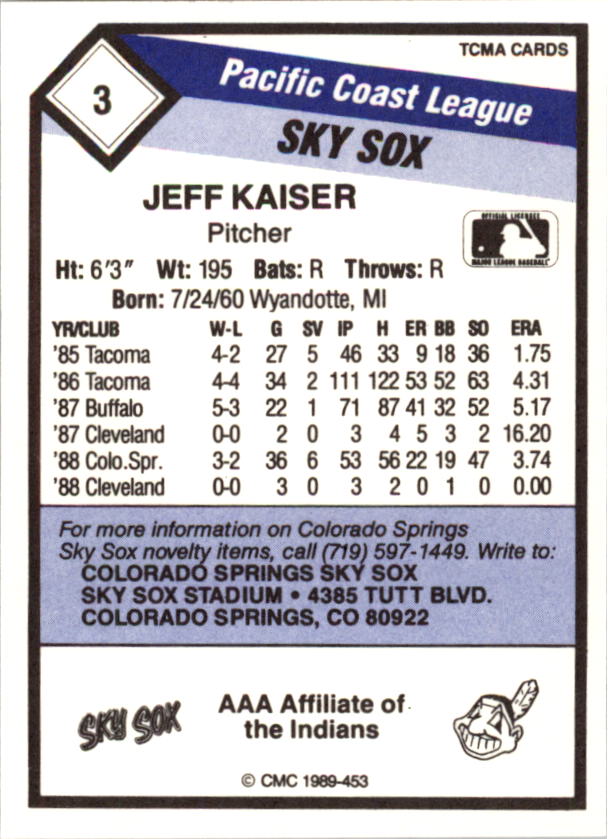 TCMA CARDS
3
Pacific Coast League
SKY SOX
JEFF KAISER
Pitcher
OFFICIAL LICENSEE
MAJOR LEAGUE BASEBALL
Ht: 6'3" Wt: 195 Bats: R Throws: R
Born: 7/24/60 Wyandotte, MI
YR/CLUB W-L G SV IP H ER BB SO ERA
'85 Tacoma 4-2 27 5 46 33 9 18 36 1.75
'86 Tacoma 4-4 34 2 111 122 53 52 63 4.31
'87 Buffalo 5-3 22 1 71 87 41 32 52 5.17
'87 Cleveland 0-0 2 0 3 4 5 3 2 16.20
'88 Colo.Spr. 3-2 36 6 53 56 22 19 47 3.74
'88 Cleveland 0-0 3 0 3 2 0 1 0 0.00
For more information on Colorado Springs
Sky Sox novelty items, call (719) 597-1449. Write to:
COLORADO SPRINGS SKY SOX
SKY SOX STADIUM • 4385 TUTT BLVD.
COLORADO SPRINGS, CO 80922
SKY SOX
AAA Affiliate of
the Indians
© CMC 1989-453